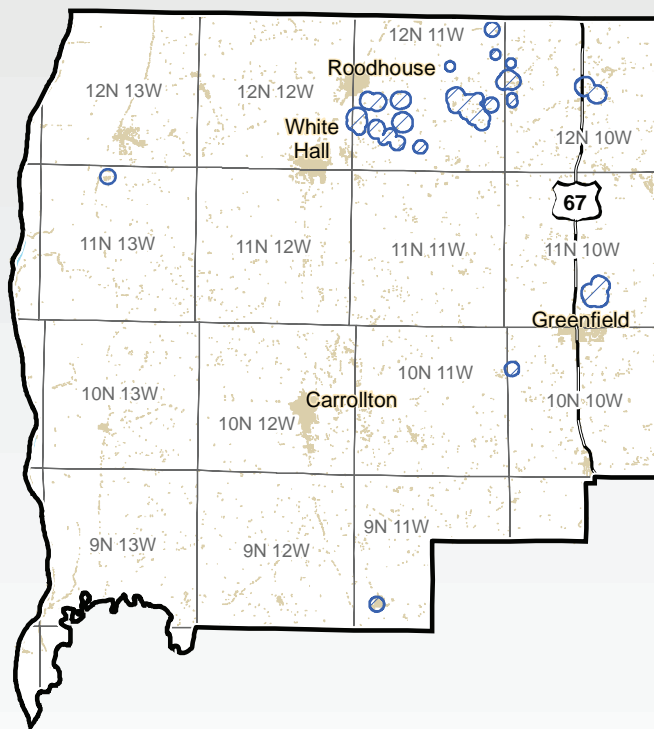 12N 11W
Roodhouse
12N 13W
12N 12W
White
Hall
12N 10W
67
11N 13W
11N 12W
11N 11W
11N 10W
Greenfield
10N 13W
10N 11W
Carrollton
10N 10W
10N 12W
9N 11W
9N 13W
9N 12W